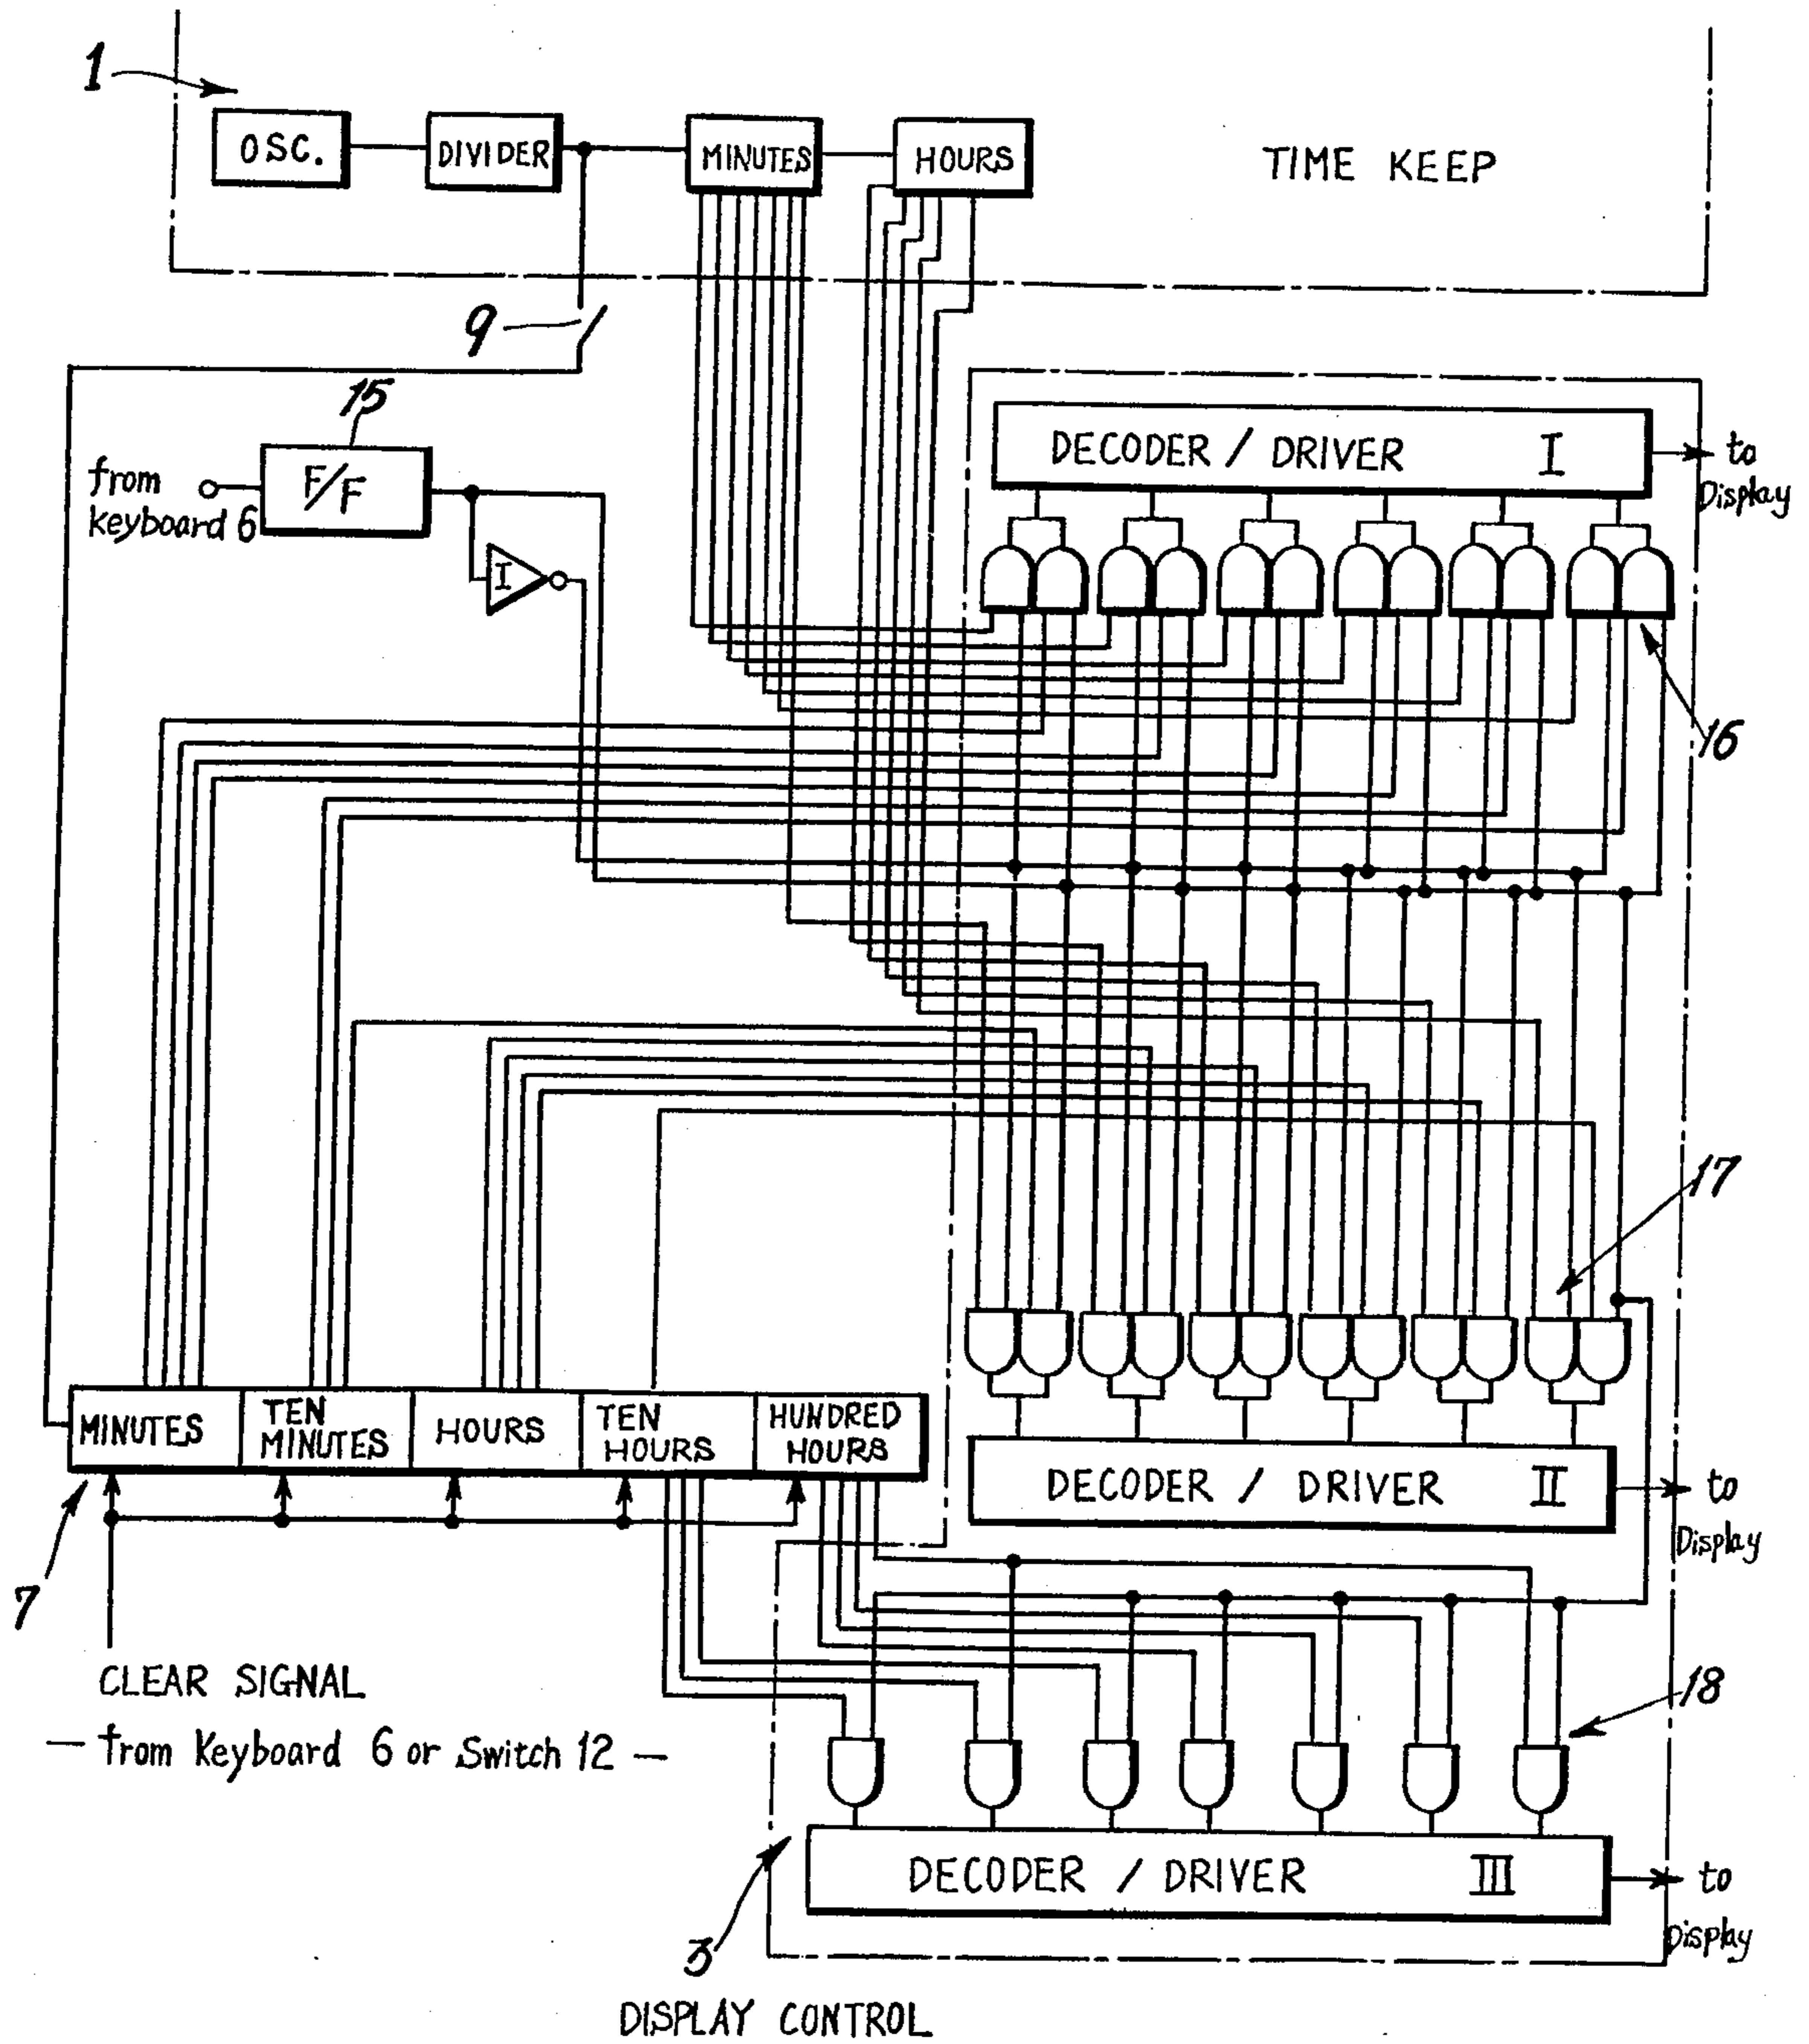 1
OSC.
DIVIDER
MINUTES
HOURS
TIME KEEP
9
15
from
keyboard 6
F/F
I
DECODER / DRIVER I
to
Display
16
17
MINUTES
TEN
MINUTES
HOURS
TEN
HOURS
HUNDRED
HOURS
DECODER / DRIVER II
to
Display
7
CLEAR SIGNAL
— from Keyboard 6 or Switch 12 —
18
DECODER / DRIVER III
to
Display
3
DISPLAY CONTROL